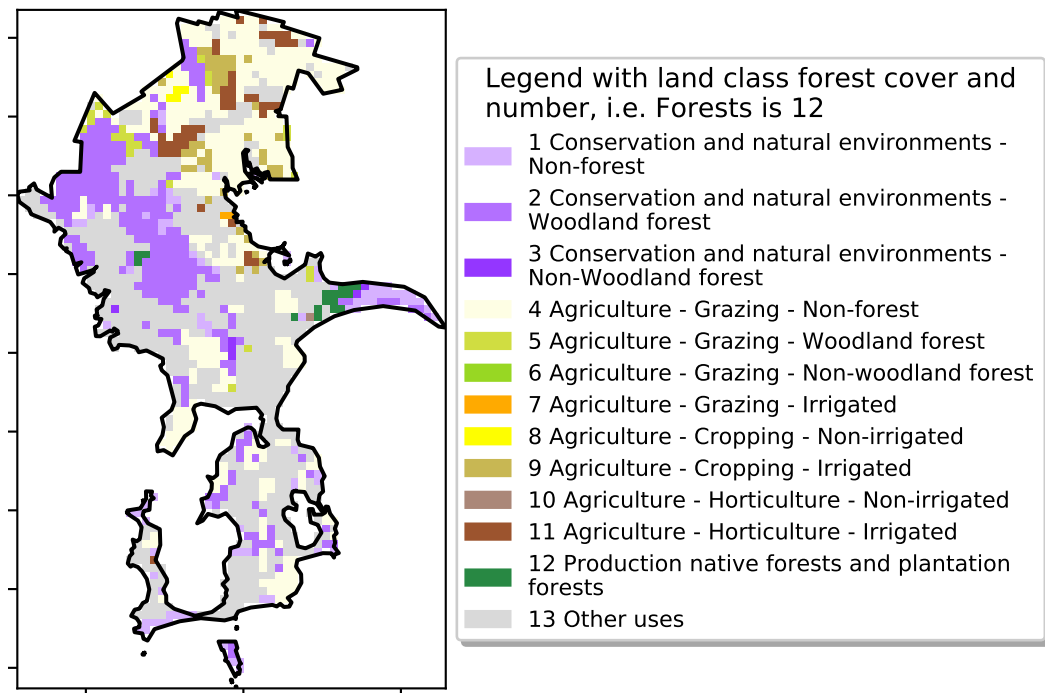 Legend with land class forest cover and
number, i.e. Forests is 12
1 Conservation and natural environments -
Non-forest
2 Conservation and natural environments -
Woodland forest
3 Conservation and natural environments -
Non-Woodland forest
4 Agriculture - Grazing - Non-forest
5 Agriculture - Grazing - Woodland forest
6 Agriculture - Grazing - Non-woodland forest
7 Agriculture - Grazing - Irrigated
8 Agriculture - Cropping - Non-irrigated
9 Agriculture - Cropping - Irrigated
10 Agriculture - Horticulture - Non-irrigated
11 Agriculture - Horticulture - Irrigated
12 Production native forests and plantation
forests
13 Other uses